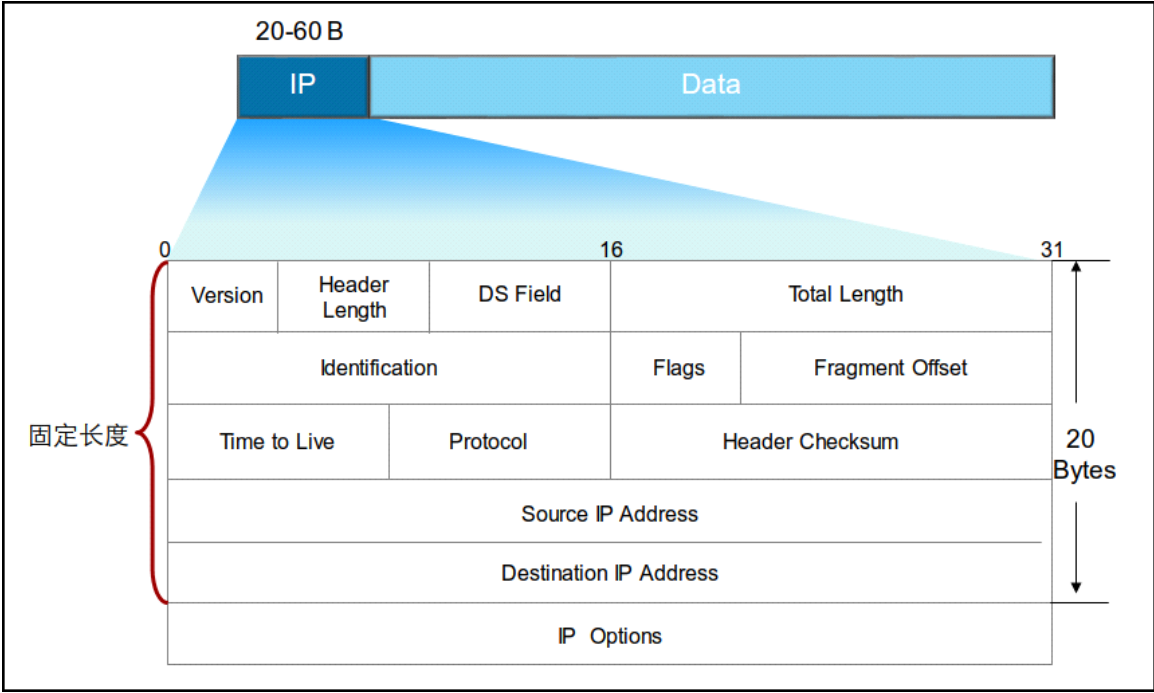 20-60 B
IP
Data
0
16
31
Version
Header
Length
DS Field
Total Length
Identification
Flags
Fragment Offset
固定长度
Time to Live
Protocol
Header Checksum
20
Bytes
Source IP Address
Destination IP Address
IP Options